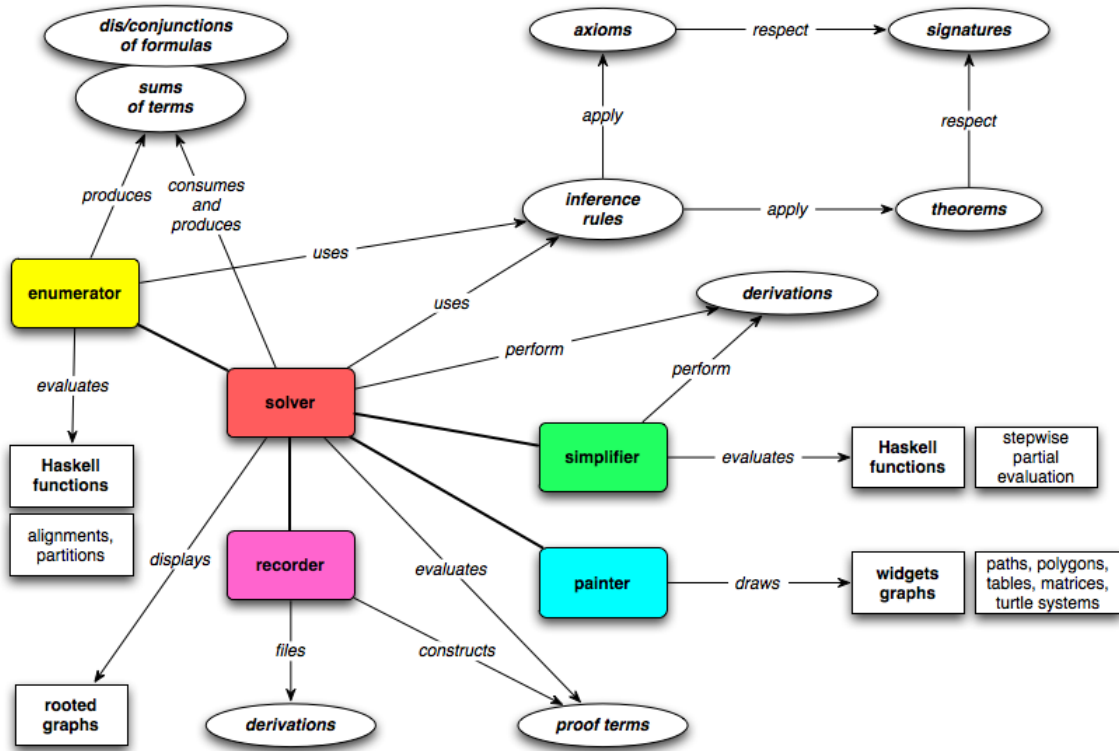 dis/conjunctions
of formulas
sums
of terms
axioms
respect
signatures
apply
respect
produces
consumes
and
produces
inference
rules
apply
theorems
uses
enumerator
uses
derivations
perform
perform
evaluates
solver
simplifier
evaluates
Haskell
functions
stepwise
partial
evaluation
Haskell
functions
alignments,
partitions
displays
recorder
evaluates
painter
draws
widgets
graphs
paths, polygons,
tables, matrices,
turtle systems
files
constructs
rooted
graphs
derivations
proof terms